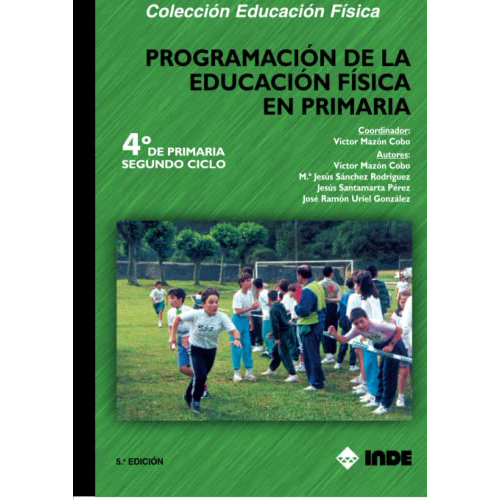 Colección Educación Física
PROGRAMACIÓN DE LA
EDUCACIÓN FÍSICA
EN PRIMARIA
4º
DE PRIMARIA
SEGUNDO CICLO
Coordinador:
Víctor Mazón Cobo
Autores:
Víctor Mazón Cobo
M.ª Jesús Sánchez Rodríguez
Jesús Santamarta Pérez
José Ramón Uriel González
5.ª EDICIÓN
INDE